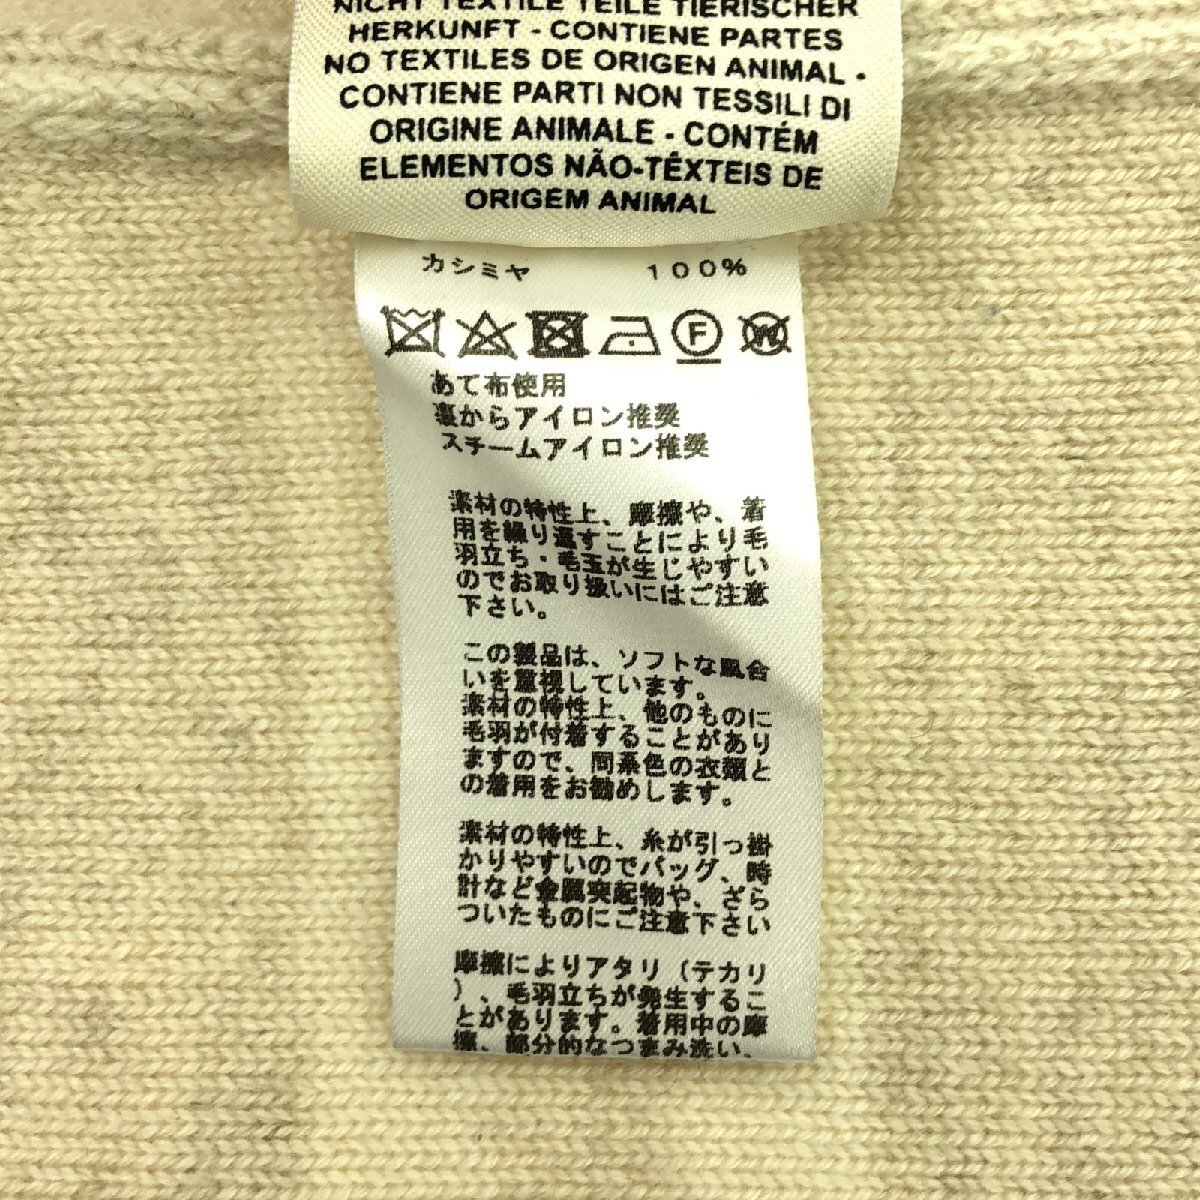 NICHT TEXTILE TEILE TIERISCHER
HERKUNFT - CONTIENE PARTES
NO TEXTILES DE ORIGEN ANIMAL -
CONTIENE PARTI NON TESSILI DI
ORIGINE ANIMALE - CONTÉM
ELEMENTOS NÃO-TÊXTEIS DE
ORIGEM ANIMAL
カシミヤ 100%
F
W
あて布使用
裏からアイロン推奨
スチームアイロン推奨
素材の特性上、摩擦や、着
用を繰り返すことにより毛
羽立ち・毛玉が生じやすい
のでお取り扱いにはご注意
下さい。
この製品は、ソフトな風合
いを重視しています。
素材の特性上、他のものに
毛羽が付着することがあり
ますので、同系色の衣類と
の着用をお勧めします。
素材の特性上、糸が引っ掛
かりやすいのでバッグ、時
計など金属突起物や、ざら
ついたものにご注意下さい
摩擦によりアタリ（テカリ
）、毛羽立ちが発生するこ
とがあります。着用中の摩
擦、部分的なつまみ洗い、